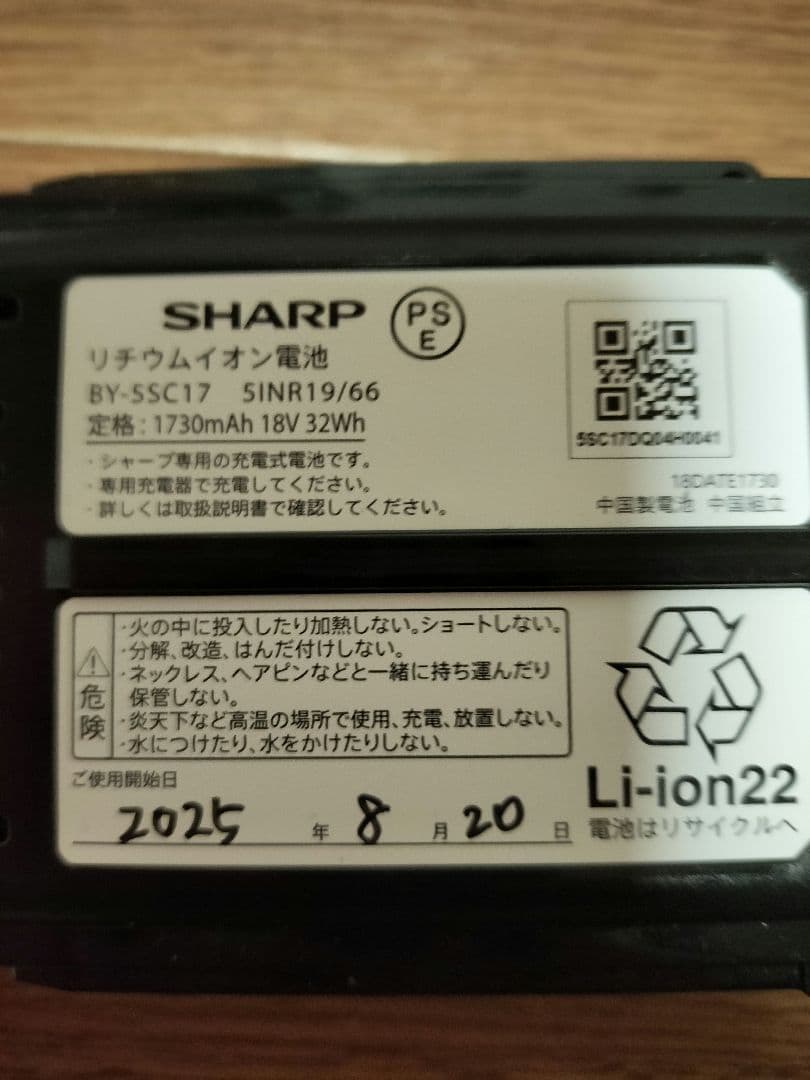 SHARP
PS
E
リチウムイオン電池
BY-5SC17 5INR19/66
定格:1730mAh 18V 32Wh
・シャープ専用の充電式電池です。
・専用充電器で充電してください。
・詳しくは取扱説明書で確認してください。
5SC17DQ04H0041
18DATE1730
中国製電池 中国組立
危険
・火の中に投入したり加熱しない。ショートしない。
・分解、改造、はんだ付けしない。
・ネックレス、ヘアピンなどと一緒に持ち運んだり
保管しない。
・炎天下など高温の場所で使用、充電、放置しない。
・水につけたり、水をかけたりしない。
ご使用開始日
2025 年 8 月 20 日
Li-ion22
電池はリサイクルへ